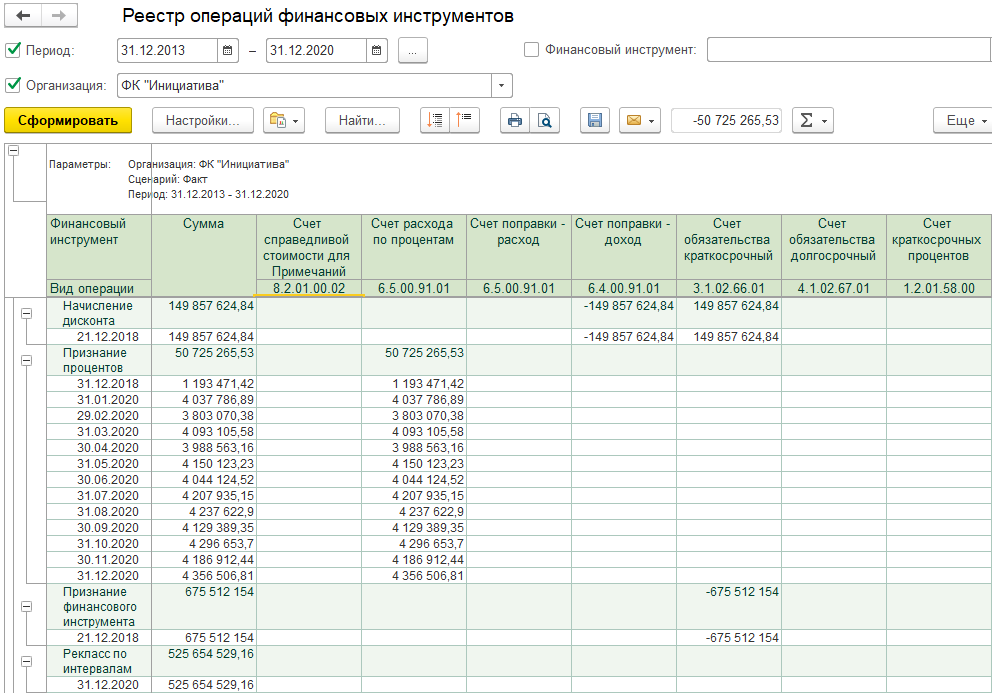 Реестр операций финансовых инструментов
Период: 31.12.2013 – 31.12.2020 ... Финансовый инструмент:
Организация: ФК "Инициатива"
Сформировать Настройки... Найти... -50 725 265,53 Σ Еще
Параметры: Организация: ФК "Инициатива"
Сценарий: Факт
Период: 31.12.2013 - 31.12.2020
Финансовый Сумма Счет Счет расхода Счет поправки - Счет поправки - Счет Счет Счет
инструмент справедливой по процентам расход доход обязательства обязательства краткосрочных
стоимости для краткосрочный долгосрочный процентов
Примечаний
Вид операции 8.2.01.00.02 6.5.00.91.01 6.5.00.91.01 6.4.00.91.01 3.1.02.66.01 4.1.02.67.01 1.2.01.58.00
Начисление 149 857 624,84 -149 857 624,84 149 857 624,84
дисконта
21.12.2018 149 857 624,84 -149 857 624,84 149 857 624,84
Признание 50 725 265,53 50 725 265,53
процентов
31.12.2018 1 193 471,42 1 193 471,42
31.01.2020 4 037 786,89 4 037 786,89
29.02.2020 3 803 070,38 3 803 070,38
31.03.2020 4 093 105,58 4 093 105,58
30.04.2020 3 988 563,16 3 988 563,16
31.05.2020 4 150 123,23 4 150 123,23
30.06.2020 4 044 124,52 4 044 124,52
31.07.2020 4 207 935,15 4 207 935,15
31.08.2020 4 237 622,9 4 237 622,9
30.09.2020 4 129 389,35 4 129 389,35
31.10.2020 4 296 653,7 4 296 653,7
30.11.2020 4 186 912,44 4 186 912,44
31.12.2020 4 356 506,81 4 356 506,81
Признание 675 512 154 -675 512 154
финансового
инструмента
21.12.2018 675 512 154 -675 512 154
Рекласс по 525 654 529,16
интервалам
31.12.2020 525 654 529,16